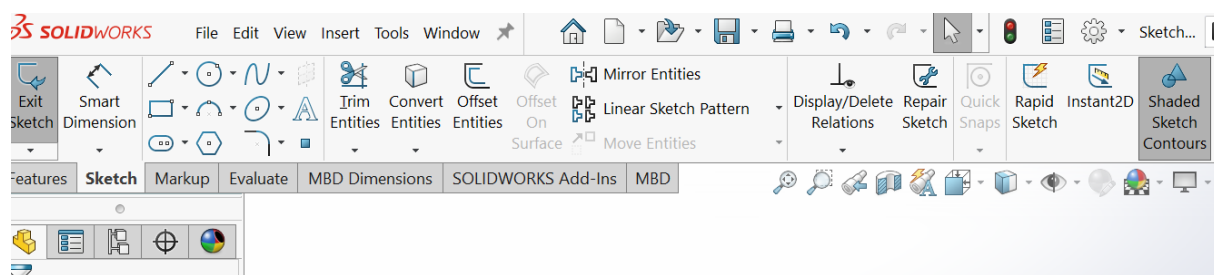 SOLIDWORKS File Edit View Insert Tools Window Sketch...
Exit Sketch
Smart Dimension
Trim Entities
Convert Entities
Offset Entities
Offset On Surface
Mirror Entities
Linear Sketch Pattern
Move Entities
Display/Delete Relations
Repair Sketch
Quick Snaps
Rapid Sketch
Instant2D
Shaded Sketch Contours
Features Sketch Markup Evaluate MBD Dimensions SOLIDWORKS Add-Ins MBD